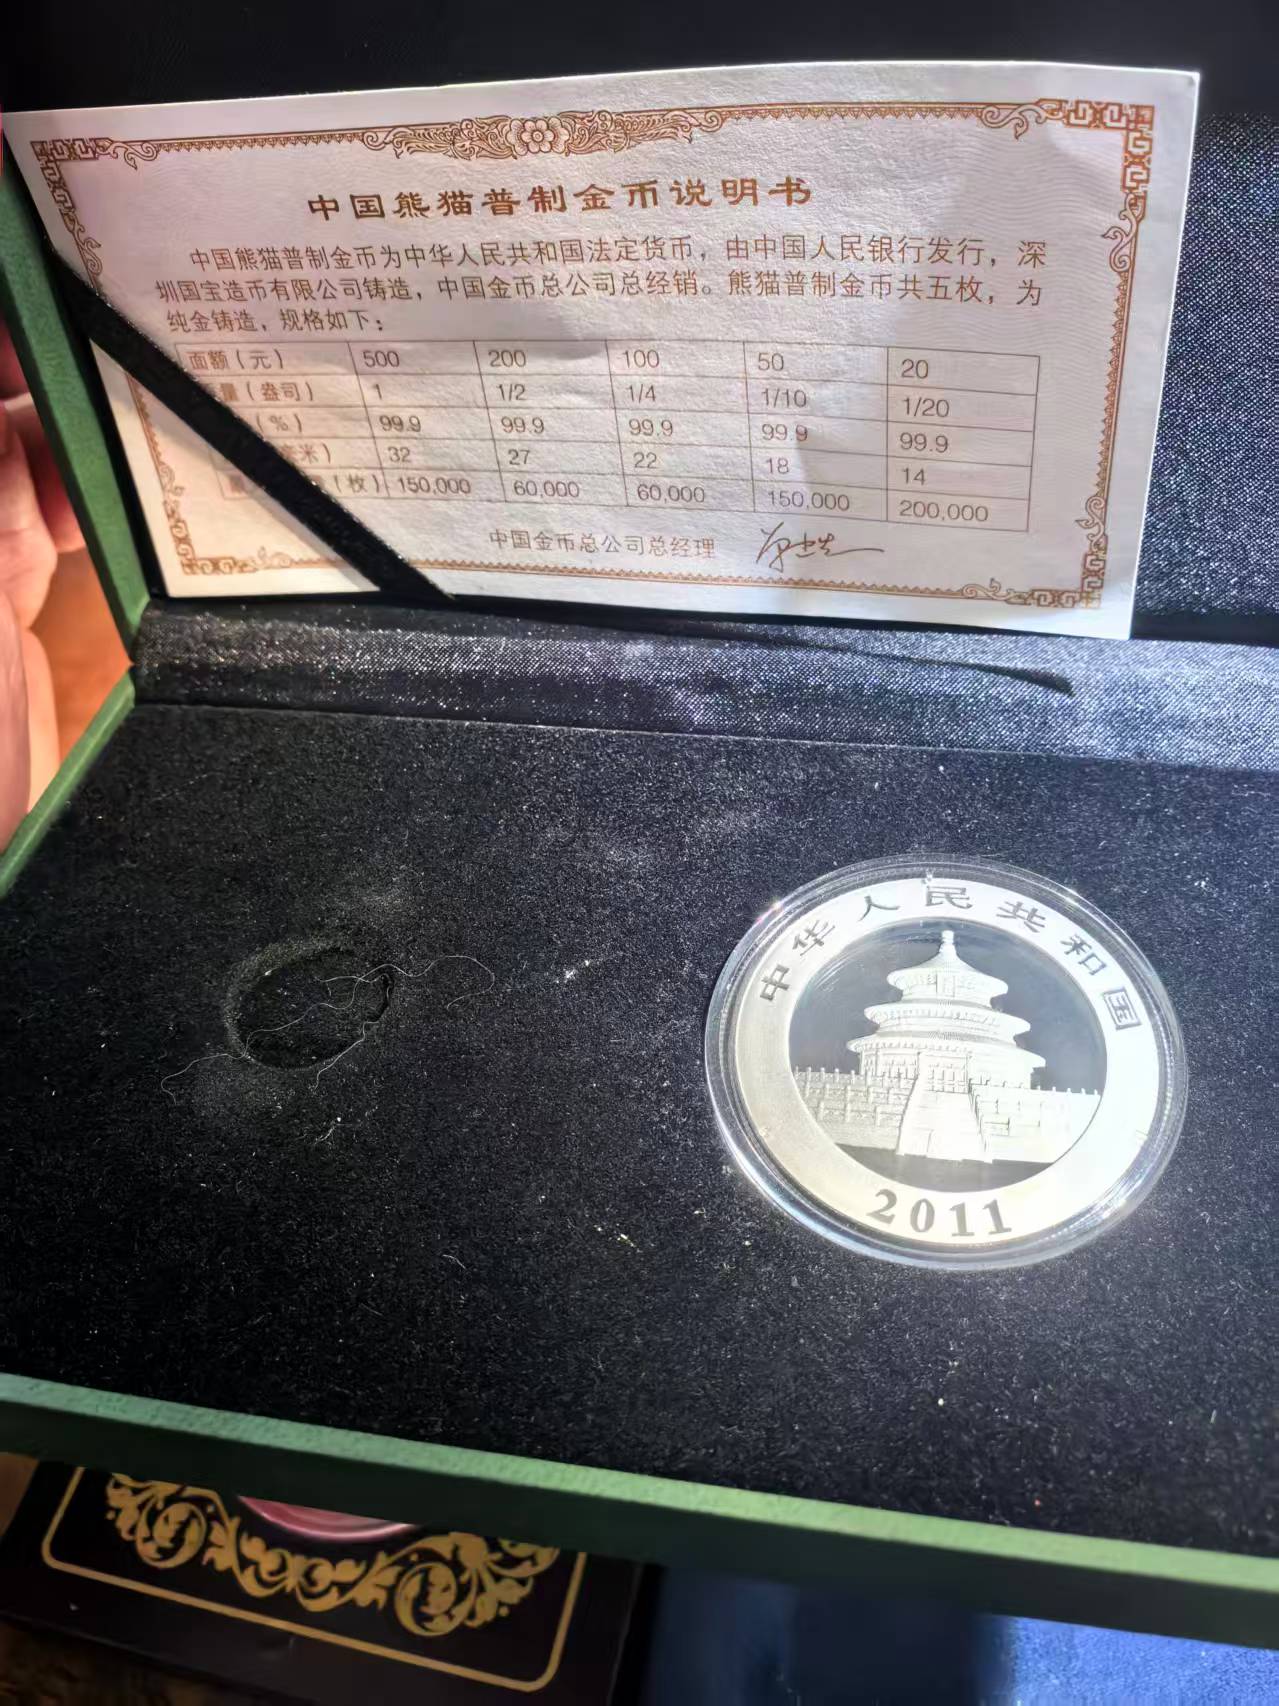 中国熊猫普制金币说明书
中国熊猫普制金币为中华人民共和国法定货币，由中国人民银行发行，深
圳国宝造币有限公司铸造，中国金币总公司总经销。熊猫普制金币共五枚，为
纯金铸造，规格如下：
面额（元） 500 200 100 50 20
量（盎司） 1 1/2 1/4 1/10 1/20
（%） 99.9 99.9 99.9 99.9 99.9
米） 32 27 22 18 14
（枚） 150,000 60,000 60,000 150,000 200,000
中国金币总公司总经理
中华人民共和国
2011